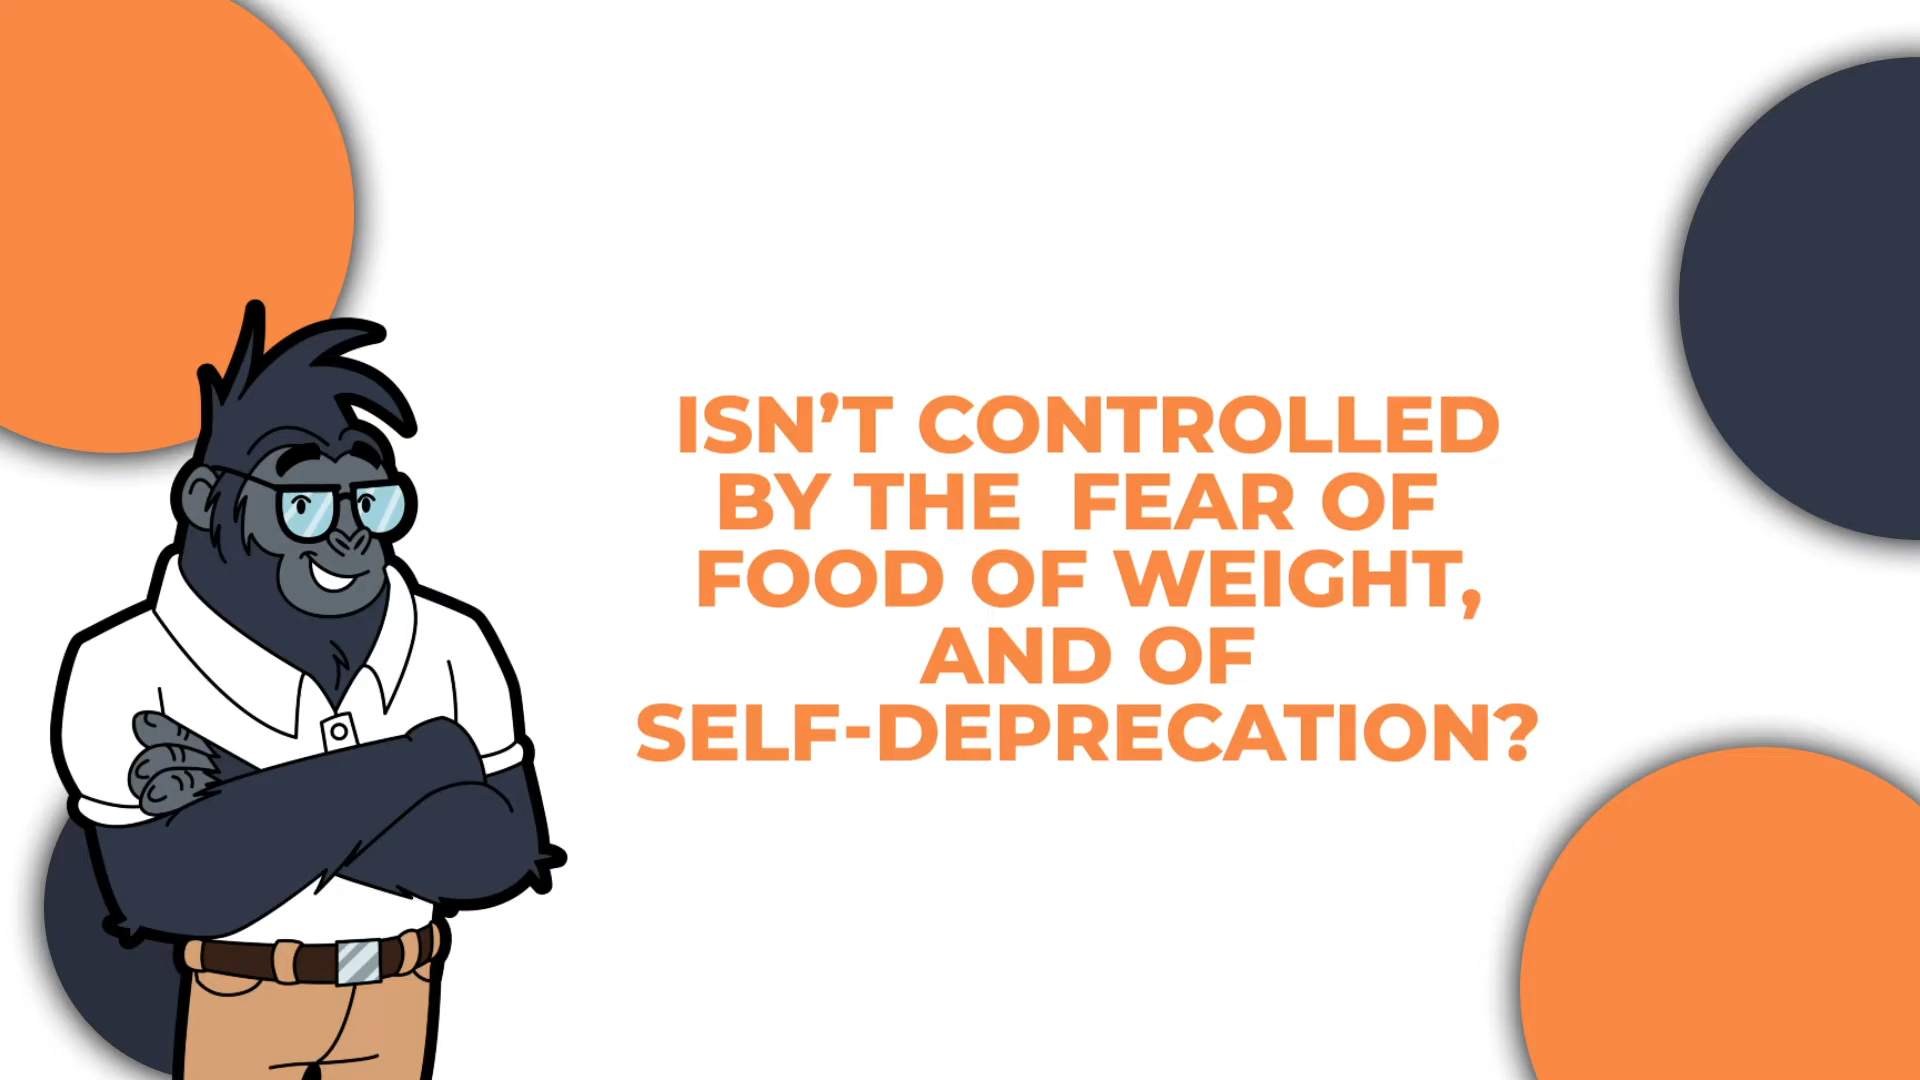 ISN’T CONTROLLED
BY THE FEAR OF
FOOD OF WEIGHT,
AND OF
SELF-DEPRECATION?